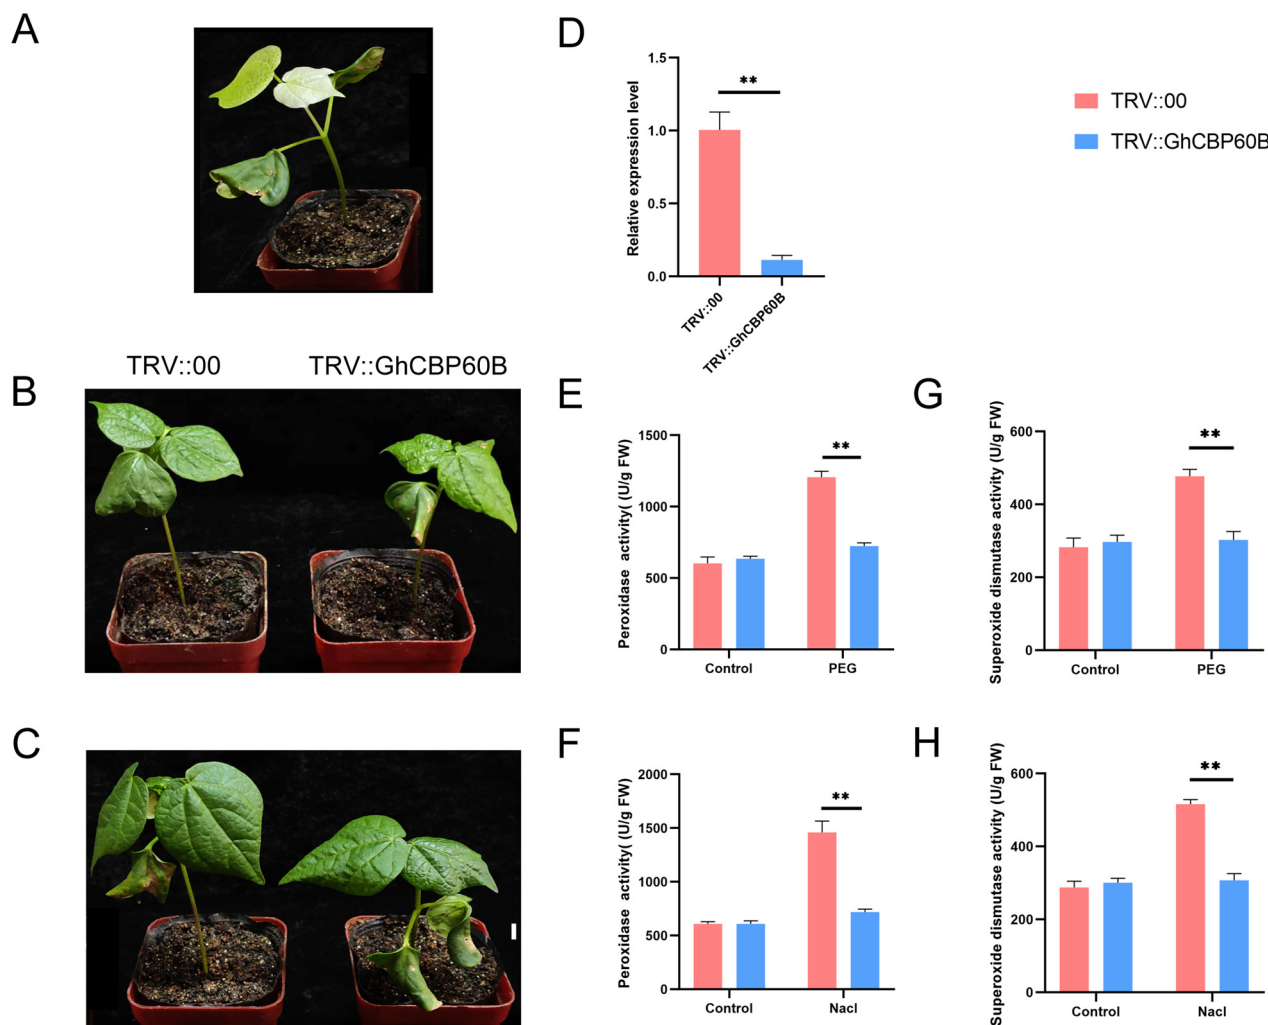 A
D
1.5
1.0
0.5
0.0
Relative expression level
**
TRV::00
TRV::GhCBP60B
TRV::00
TRV::GhCBP60B
TRV::00
TRV::GhCBP60B
B
C
E
1500
1000
500
0
Peroxidase activity( (U/g FW)
**
Control
PEG
G
600
400
200
0
Superoxide dismutase activity (U/g FW)
**
Control
PEG
F
2000
1500
1000
500
0
Peroxidase activity( (U/g FW)
**
Control
Nacl
H
600
400
200
0
Superoxide dismutase activity (U/g FW)
**
Control
Nacl